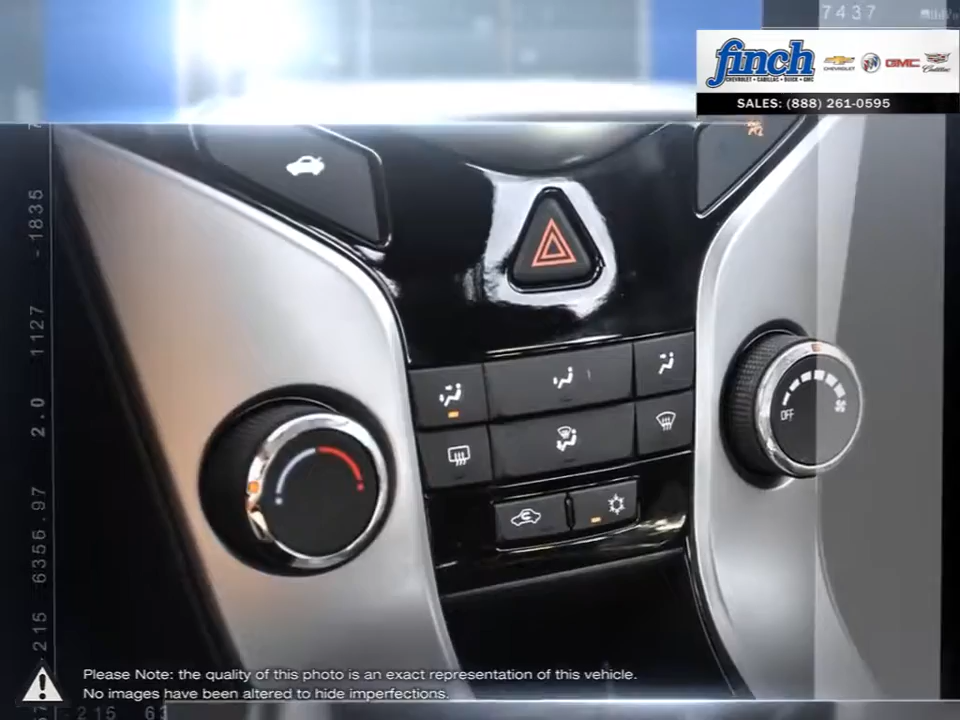 7437
finch
CHEVROLET • CADILLAC • BUICK • GMC
CHEVROLET
GMC
Cadillac
SALES: (888) 261-0595
-1835
1127
2.0
6356.97
215
OFF
Please Note: the quality of this photo is an exact representation of this vehicle.
No images have been altered to hide imperfections.
215 63